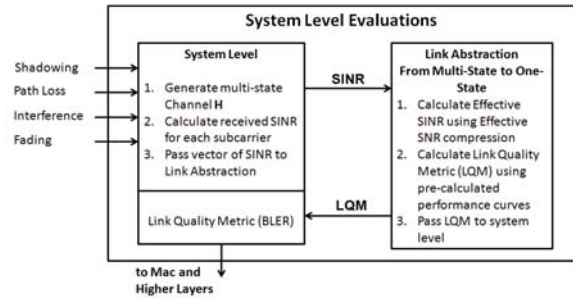 System Level Evaluations
Shadowing
Path Loss
Interference
Fading
System Level
1. Generate multi-state
Channel H
2. Calculate received SINR
for each subcarrier
3. Pass vector of SINR to
Link Abstraction
Link Quality Metric (BLER)
SINR
LQM
Link Abstraction
From Multi-State to One-
State
1. Calculate Effective
SINR using Effective
SNR compression
2. Calculate Link Quality
Metric (LQM) using
pre-calculated
performance curves
3. Pass LQM to system
level
to Mac and
Higher Layers